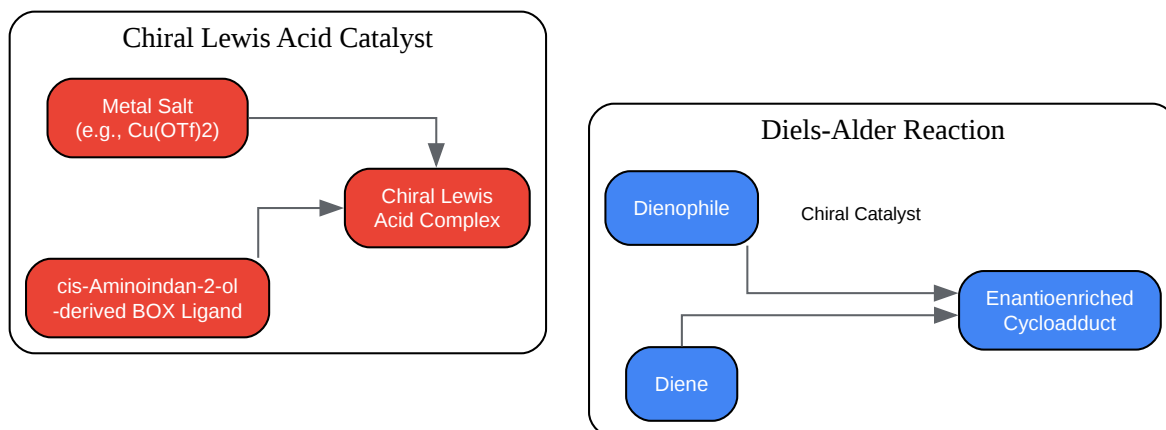 Chiral Lewis Acid Catalyst
Metal Salt
(e.g., Cu(OTf)2)
Chiral Lewis
Acid Complex
cis-Aminoindan-2-ol
-derived BOX Ligand
Diels-Alder Reaction
Dienophile
Chiral Catalyst
Enantioenriched
Cycloadduct
Diene